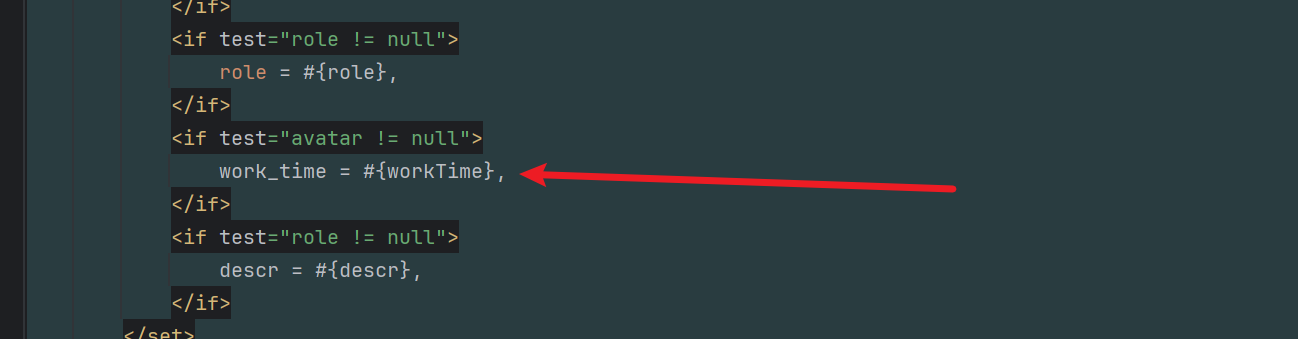 </if>
<if test="role != null">
role = #{role},
</if>
<if test="avatar != null">
work_time = #{workTime},
</if>
<if test="role != null">
descr = #{descr},
</if>
</set>